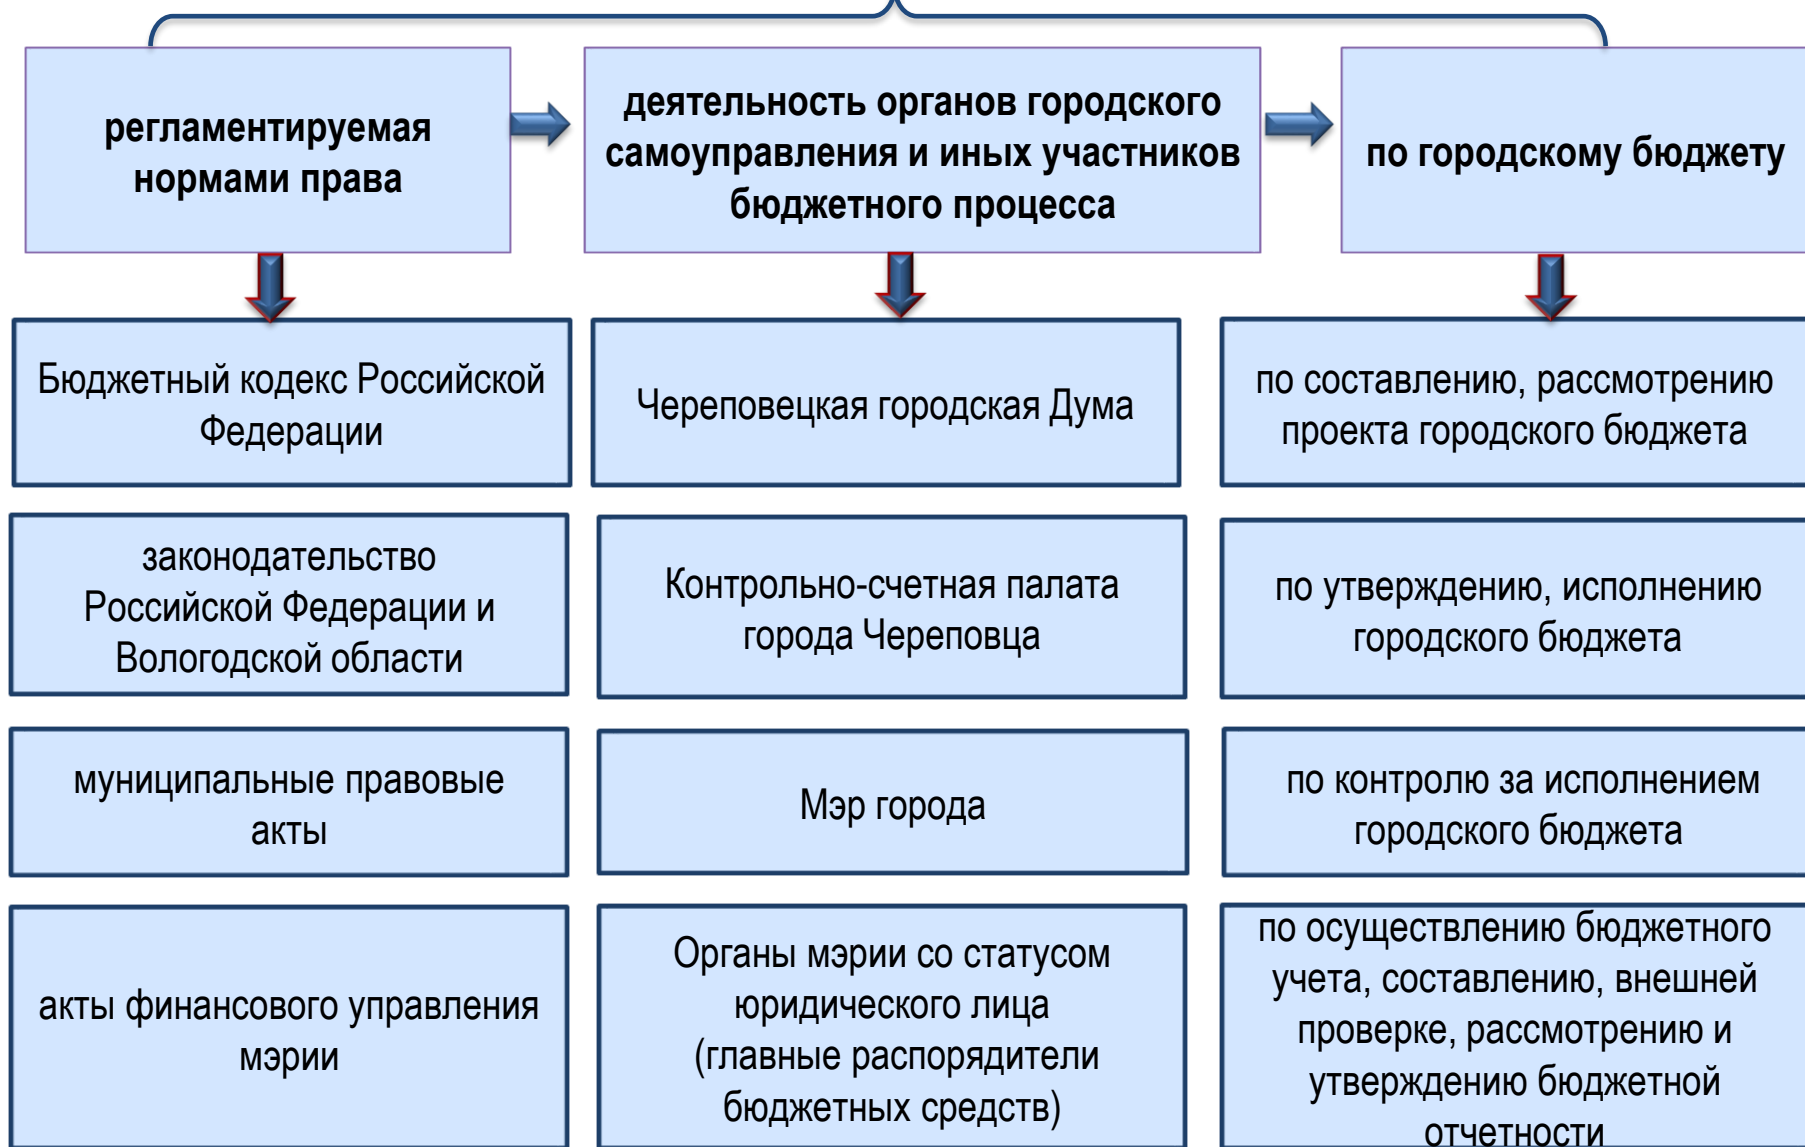 регламентируемая
нормами права
деятельность органов городского
самоуправления и иных участников
бюджетного процесса
по городскому бюджету
Бюджетный кодекс Российской
Федерации
Череповецкая городская Дума
по составлению, рассмотрению
проекта городского бюджета
законодательство
Российской Федерации и
Вологодской области
Контрольно-счетная палата
города Череповца
по утверждению, исполнению
городского бюджета
муниципальные правовые
акты
Мэр города
по контролю за исполнением
городского бюджета
акты финансового управления
мэрии
Органы мэрии со статусом
юридического лица
(главные распорядители
бюджетных средств)
по осуществлению бюджетного
учета, составлению, внешней
проверке, рассмотрению и
утверждению бюджетной
отчетности